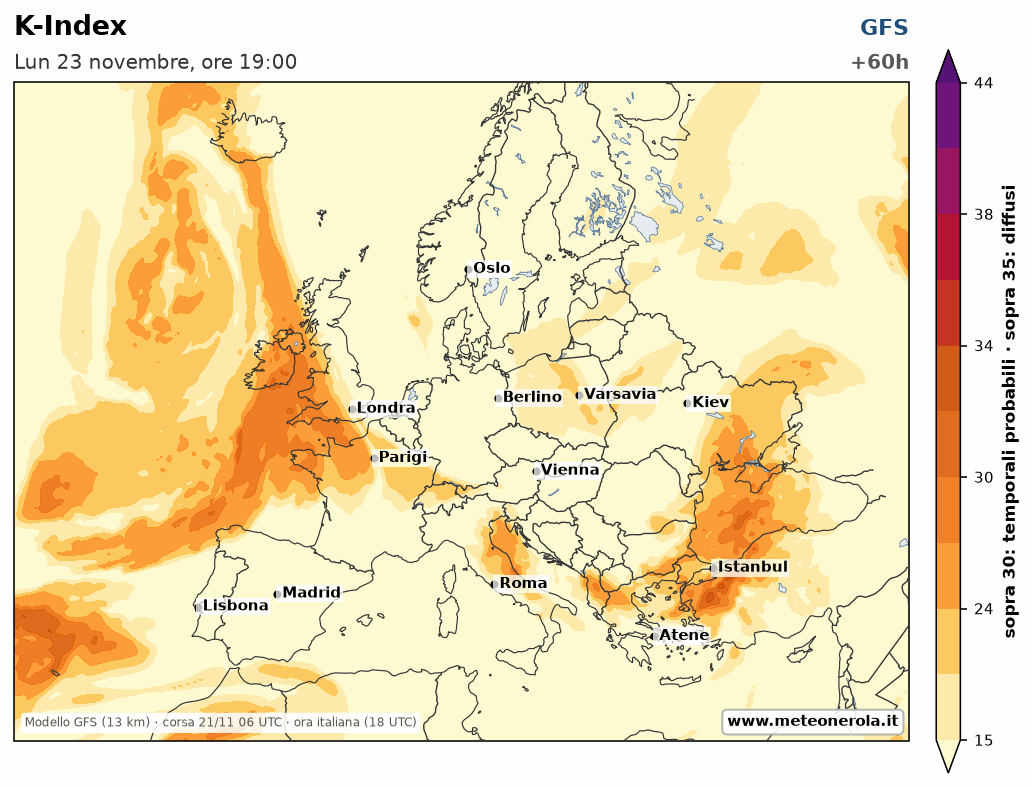 K-Index
GFS
Lun 23 novembre, ore 19:00
+60h
44
38
34
30
24
15
sopra 30: temporali probabili · sopra 35: diffusi
Oslo
Berlino
Varsavia
Kiev
Londra
Parigi
Vienna
Istanbul
Roma
Madrid
Lisbona
Atene
Modello GFS (13 km) · corsa 21/11 06 UTC · ora italiana (18 UTC)
www.meteonerola.it